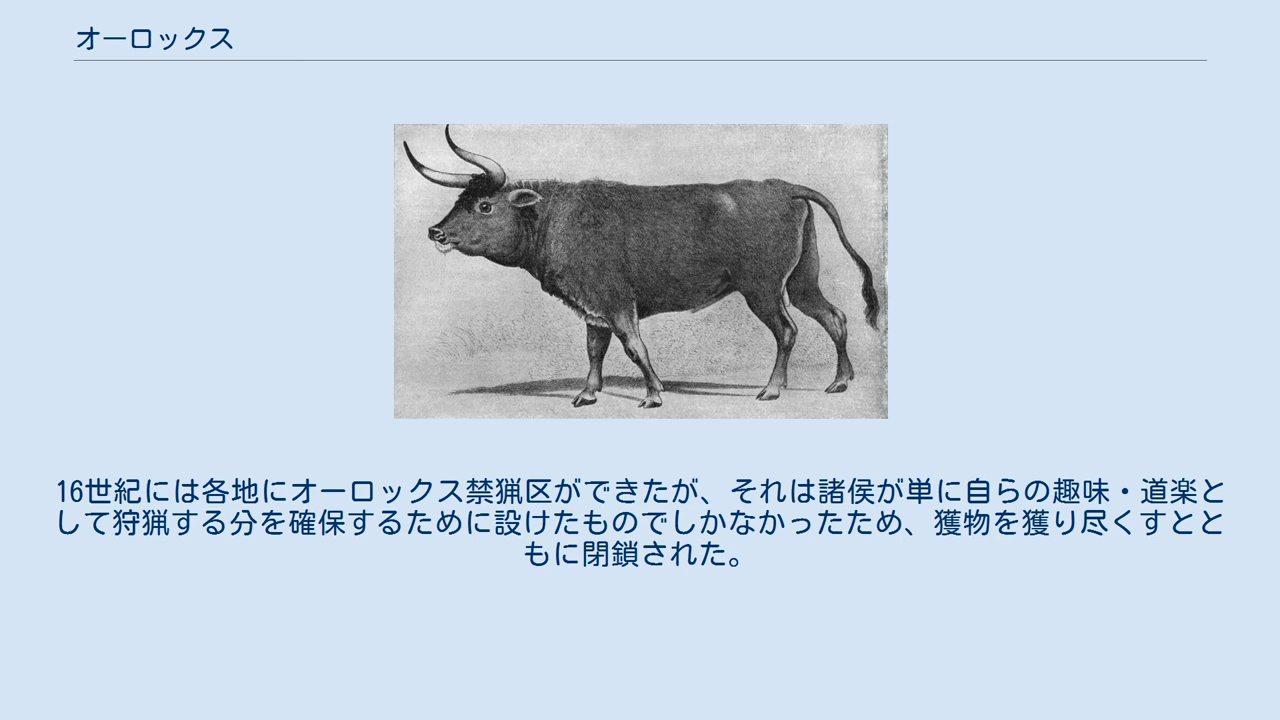 オーロックス
16世紀には各地にオーロックス禁猟区ができたが、それは諸侯が単に自らの趣味・道楽と
して狩猟する分を確保するために設けたものでしかなかったため、獲物を獲り尽くすとと
もに閉鎖された。